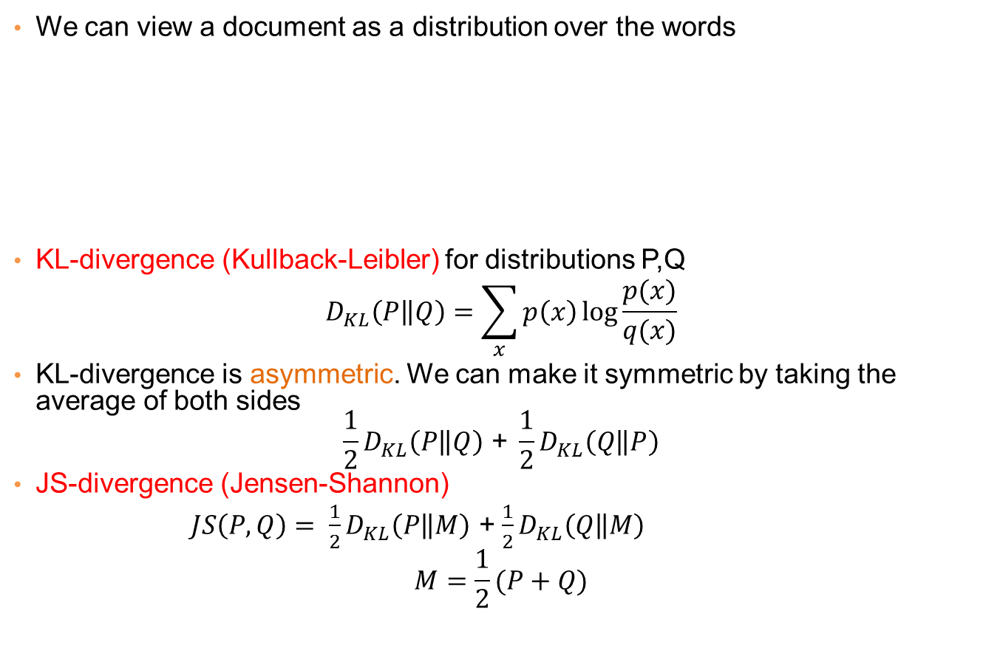 • We can view a document as a distribution over the words
• KL-divergence (Kullback-Leibler) for distributions P,Q
D_{KL}(P‖Q) = \sum_{x} p(x) log \frac{p(x)}{q(x)}
• KL-divergence is asymmetric. We can make it symmetric by taking the
average of both sides
\frac{1}{2} D_{KL}(P‖Q) + \frac{1}{2} D_{KL}(Q‖P)
• JS-divergence (Jensen-Shannon)
JS(P, Q) = \frac{1}{2} D_{KL}(P‖M) + \frac{1}{2} D_{KL}(Q‖M)
M = \frac{1}{2} (P + Q)